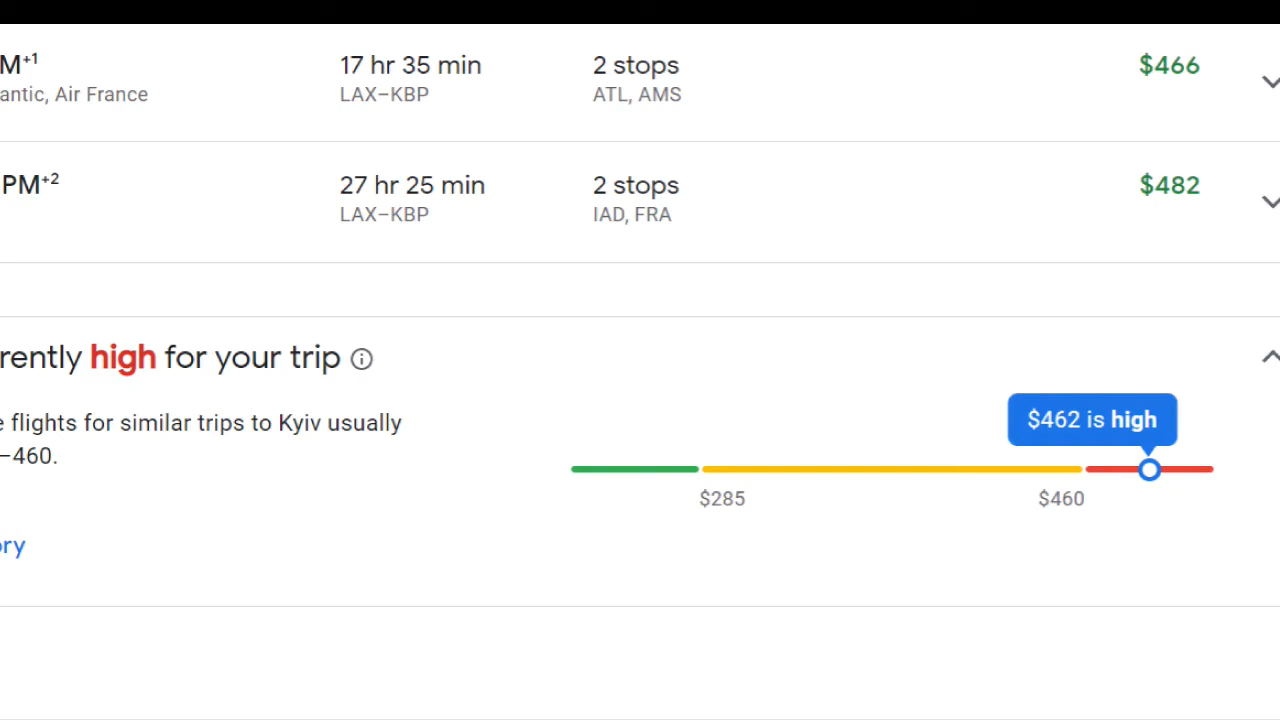 M+1 17 hr 35 min 2 stops $466
antic, Air France LAX–KBP ATL, AMS
PM+2 27 hr 25 min 2 stops $482
LAX–KBP IAD, FRA
rently high for your trip
$462 is high
e flights for similar trips to Kyiv usually
–460.
$285 $460
ory